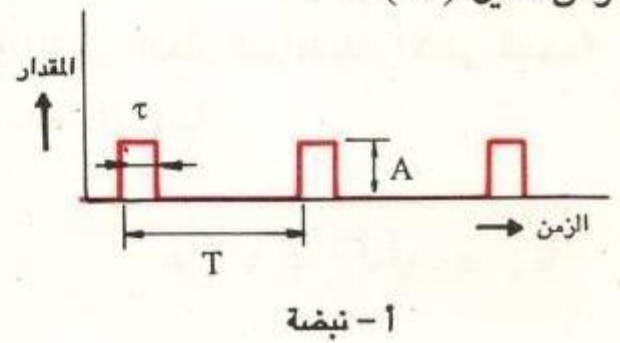 المقدار
τ
A
الزمن
T
أ - نبضة